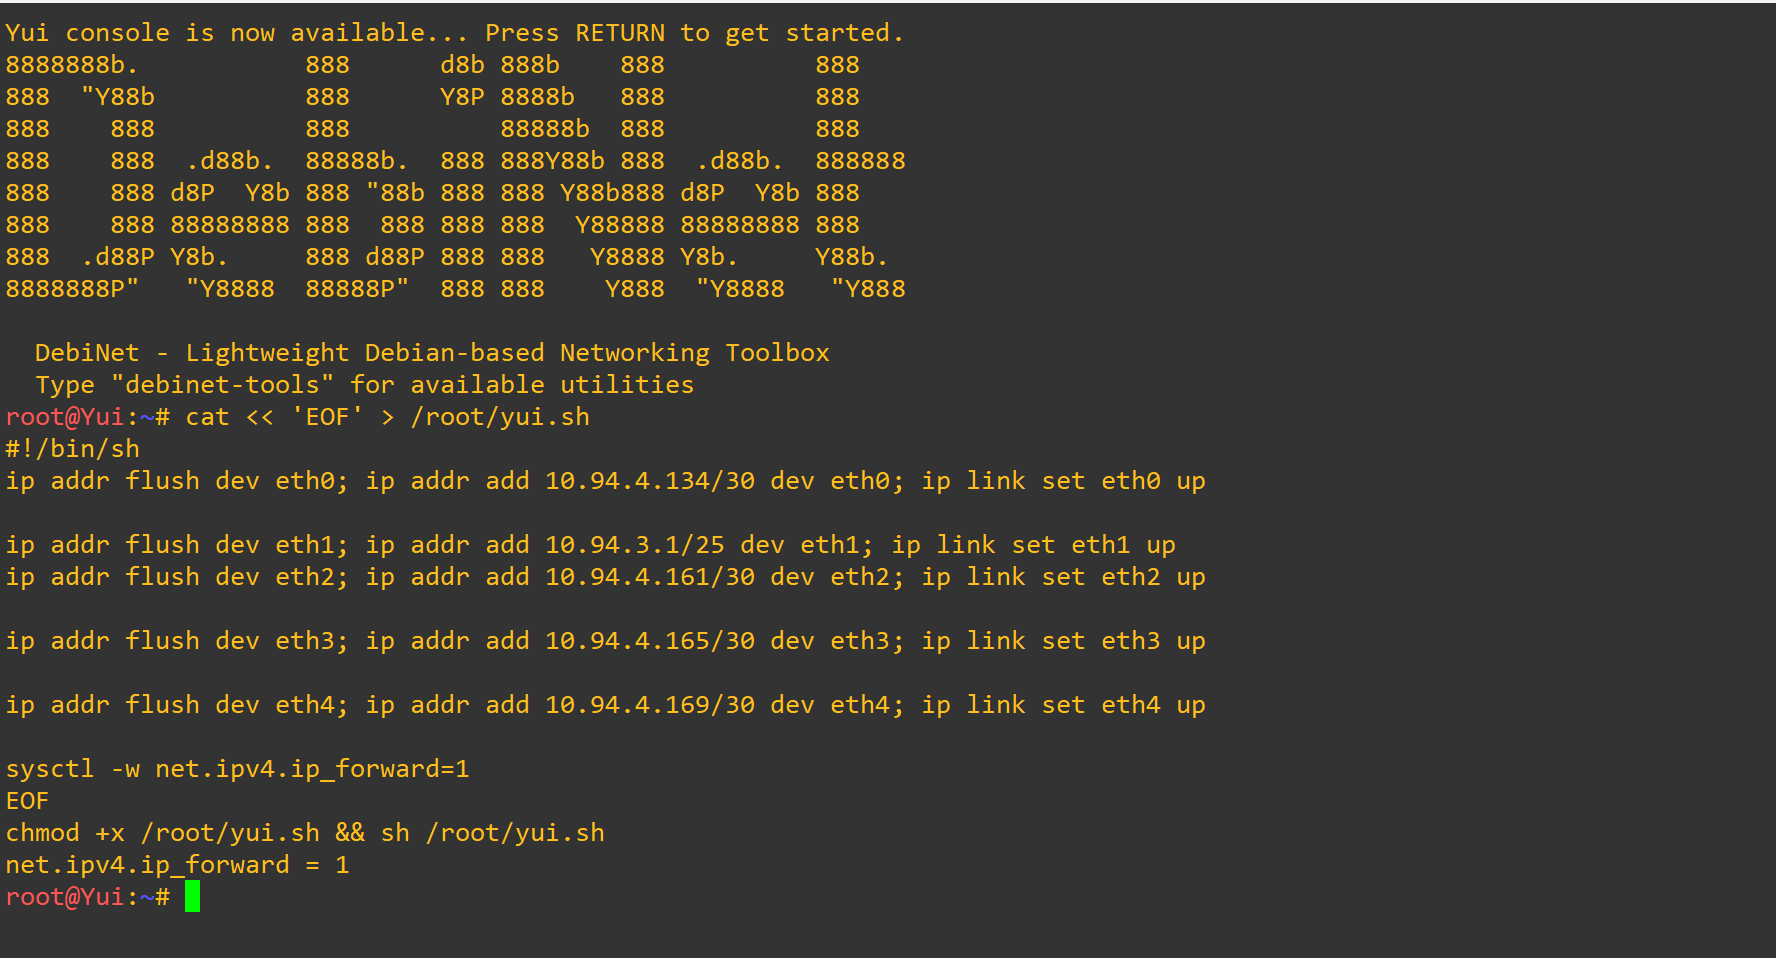 Yui console is now available... Press RETURN to get started.
8888888b.           888      d8b 888b    888          888
888  "Y88b          888      Y8P 8888b   888          888
888    888          888          88888b  888          888
888    888  .d88b.  88888b.  888 888Y88b 888  .d88b.  888888
888    888 d8P  Y8b 888 "88b 888 888 Y88b888 d8P  Y8b 888
888    888 88888888 888  888 888 888  Y88888 88888888 888
888  .d88P Y8b.     888 d88P 888 888   Y8888 Y8b.     Y88b.
8888888P"   "Y8888  88888P"  888 888    Y888  "Y8888   "Y888
  DebiNet - Lightweight Debian-based Networking Toolbox
  Type "debinet-tools" for available utilities
root@Yui:~# cat << 'EOF' > /root/yui.sh
#!/bin/sh
ip addr flush dev eth0; ip addr add 10.94.4.134/30 dev eth0; ip link set eth0 up
ip addr flush dev eth1; ip addr add 10.94.3.1/25 dev eth1; ip link set eth1 up
ip addr flush dev eth2; ip addr add 10.94.4.161/30 dev eth2; ip link set eth2 up
ip addr flush dev eth3; ip addr add 10.94.4.165/30 dev eth3; ip link set eth3 up
ip addr flush dev eth4; ip addr add 10.94.4.169/30 dev eth4; ip link set eth4 up
sysctl -w net.ipv4.ip_forward=1
EOF
chmod +x /root/yui.sh && sh /root/yui.sh
net.ipv4.ip_forward = 1
root@Yui:~#